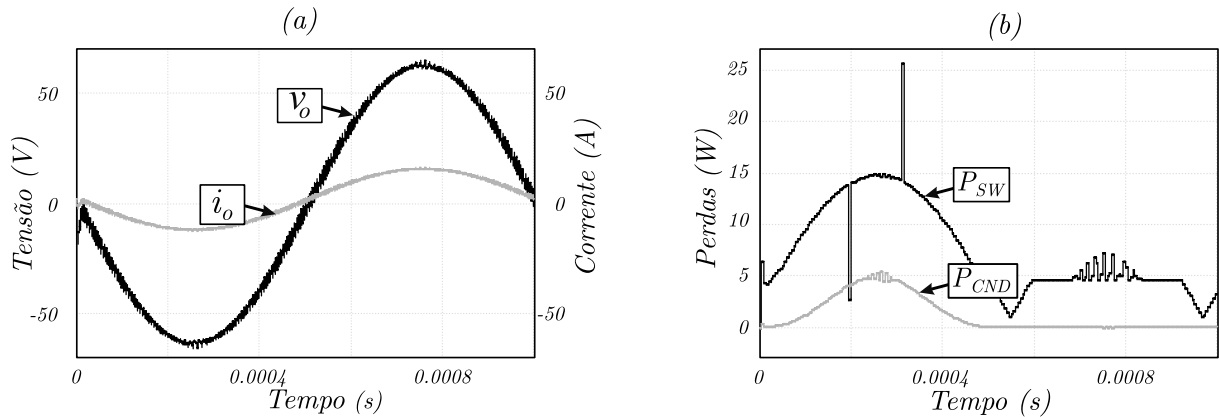 (a)
50
0
-50
Tensão (V)
v_o
i_o
50
0
-50
Corrente (A)
0
0.0004
0.0008
Tempo (s)
(b)
25
20
15
10
5
0
Perdas (W)
P_SW
P_CND
0
0.0004
0.0008
Tempo (s)